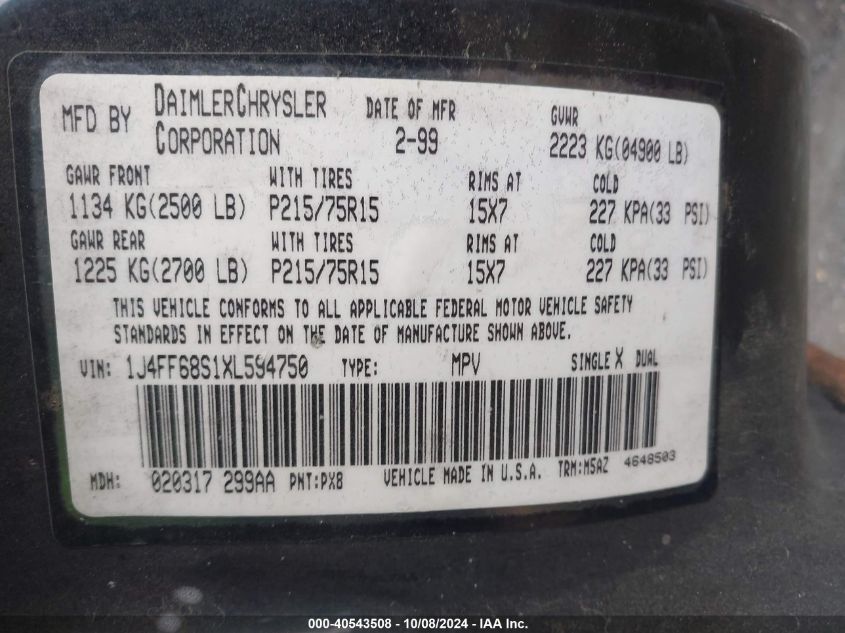 MFD BY DAIMLERCHRYSLER CORPORATION DATE OF MFR 2-99 GVWR 2223 KG(04900 LB)
GAWR FRONT WITH TIRES RIMS AT COLD
1134 KG(2500 LB) P215/75R15 15X7 227 KPA(33 PSI)
GAWR REAR WITH TIRES RIMS AT COLD
1225 KG(2700 LB) P215/75R15 15X7 227 KPA(33 PSI)
THIS VEHICLE CONFORMS TO ALL APPLICABLE FEDERAL MOTOR VEHICLE SAFETY
STANDARDS IN EFFECT ON THE DATE OF MANUFACTURE SHOWN ABOVE.
VIN: 1J4FF68S1XL594750 TYPE: MPV SINGLE X DUAL
MDH: 020317 299AA PNT:PX8 VEHICLE MADE IN U.S.A. TRM:M5AZ 4648503
000-40543508 - 10/08/2024 - IAA Inc.